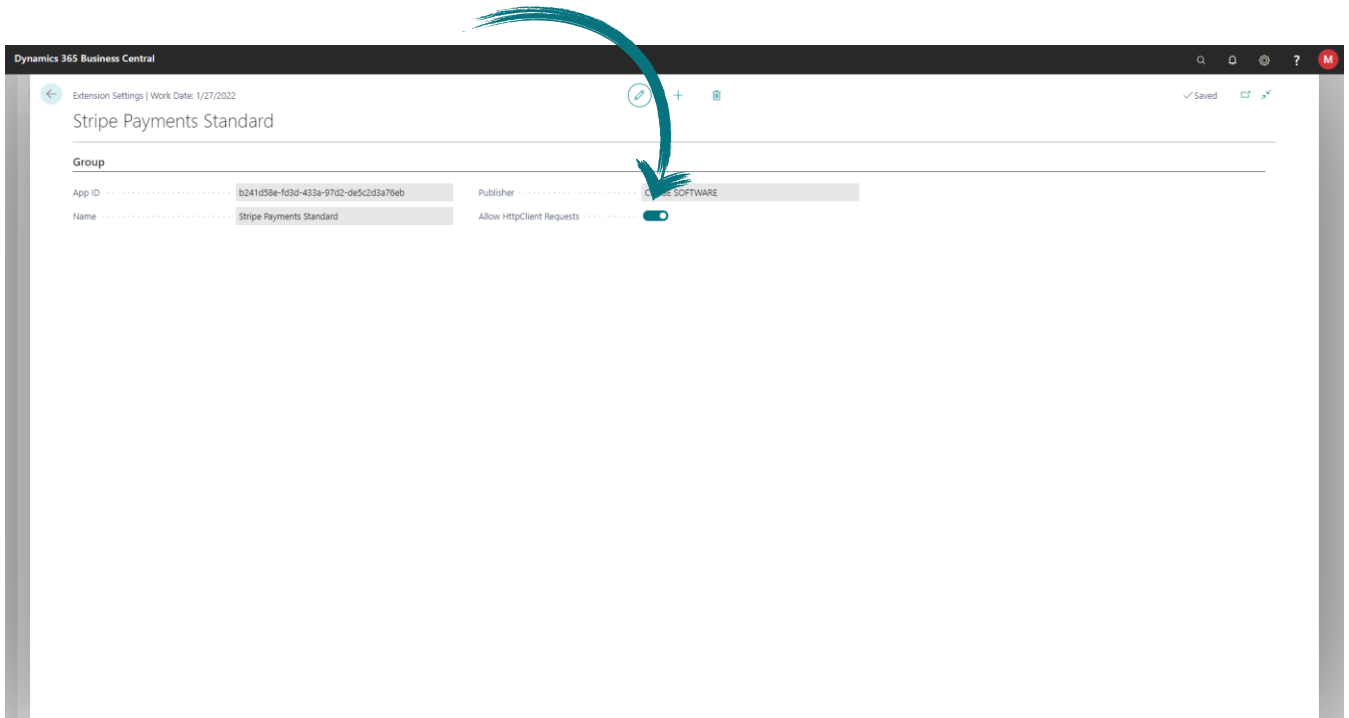 Dynamics 365 Business Central
?
M
Extension Settings | Work Date: 1/27/2022
Saved
Stripe Payments Standard
Group
App ID b241d58e-fd3d-433a-97d2-de5c2d3a76eb Publisher SOFTWARE
Name Stripe Payments Standard Allow HttpClient Requests